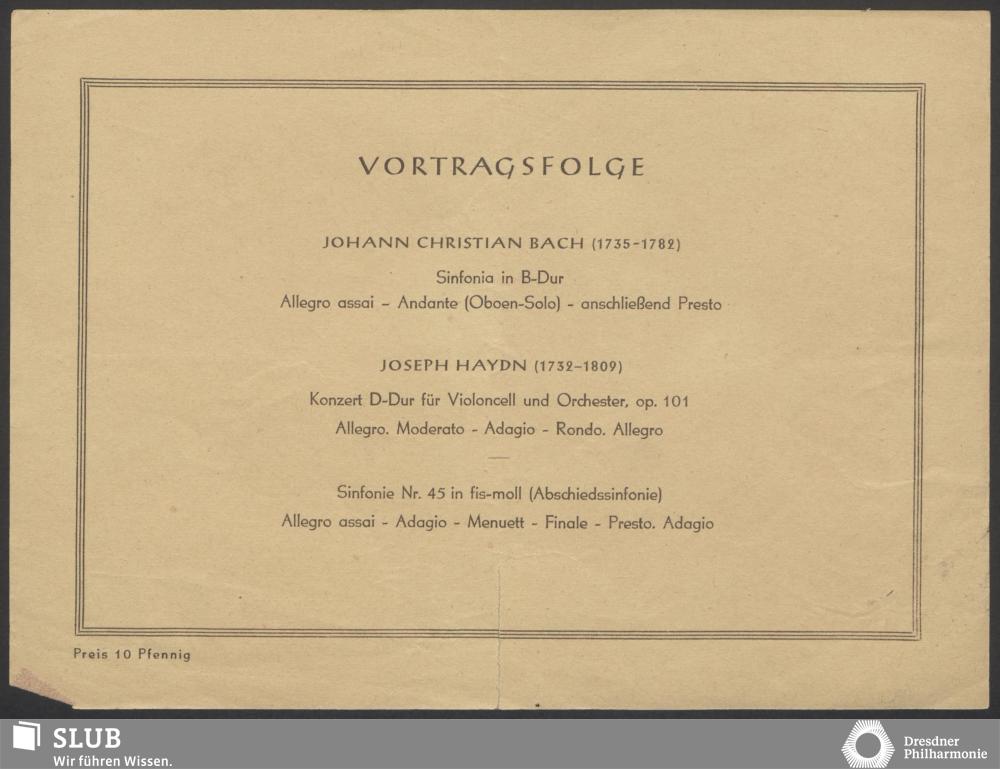 VORTRAGSFOLGE
JOHANN CHRISTIAN BACH (1735-1782)
Sinfonia in B-Dur
Allegro assai – Andante (Oboen-Solo) – anschließend Presto
JOSEPH HAYDN (1732–1809)
Konzert D-Dur für Violoncell und Orchester, op. 101
Allegro. Moderato - Adagio - Rondo. Allegro
Sinfonie Nr. 45 in fis-moll (Abschiedssinfonie)
Allegro assai - Adagio - Menuett - Finale - Presto. Adagio
Preis 10 Pfennig
SLUB
Wir führen Wissen.
Dresdner
Philharmonie